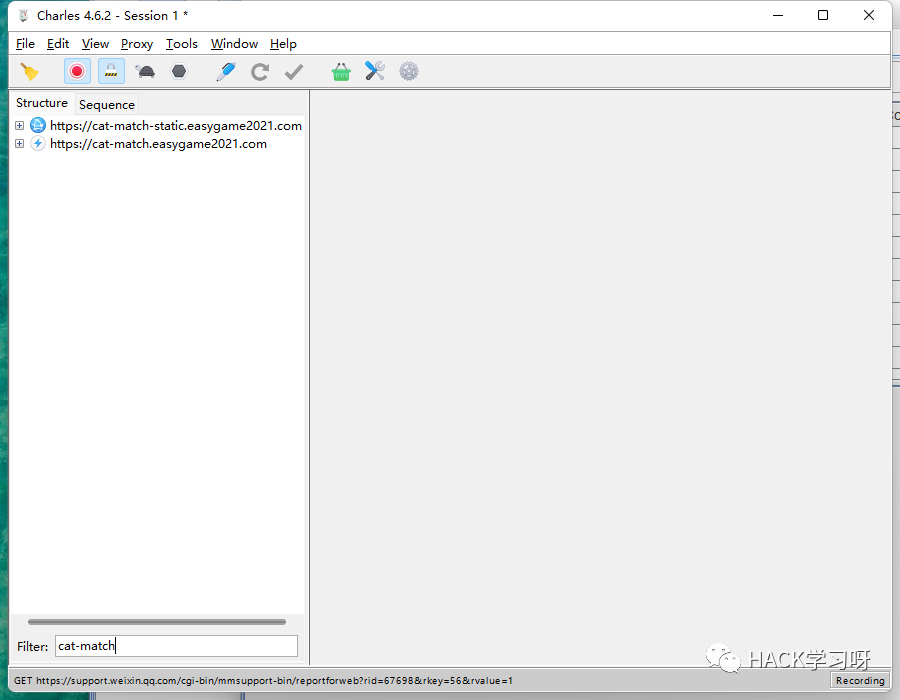 Charles 4.6.2 - Session 1 *
File Edit View Proxy Tools Window Help
Structure Sequence
https://cat-match-static.easygame2021.com
https://cat-match.easygame2021.com
Filter: cat-match
HACK学习呀
GET https://support.weixin.qq.com/cgi-bin/mmsupport-bin/reportforweb?rid=67698&rkey=56&rvalue=1
Recording